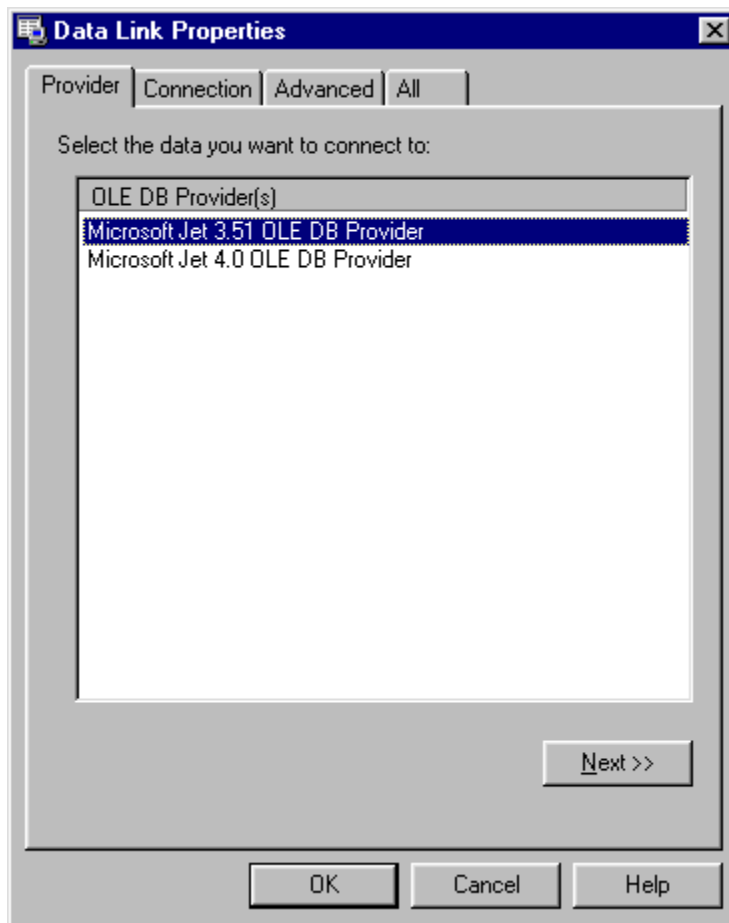 Data Link Properties
Provider Connection Advanced All
Select the data you want to connect to:
OLE DB Provider(s)
Microsoft Jet 3.51 OLE DB Provider
Microsoft Jet 4.0 OLE DB Provider
Next >>
OK Cancel Help